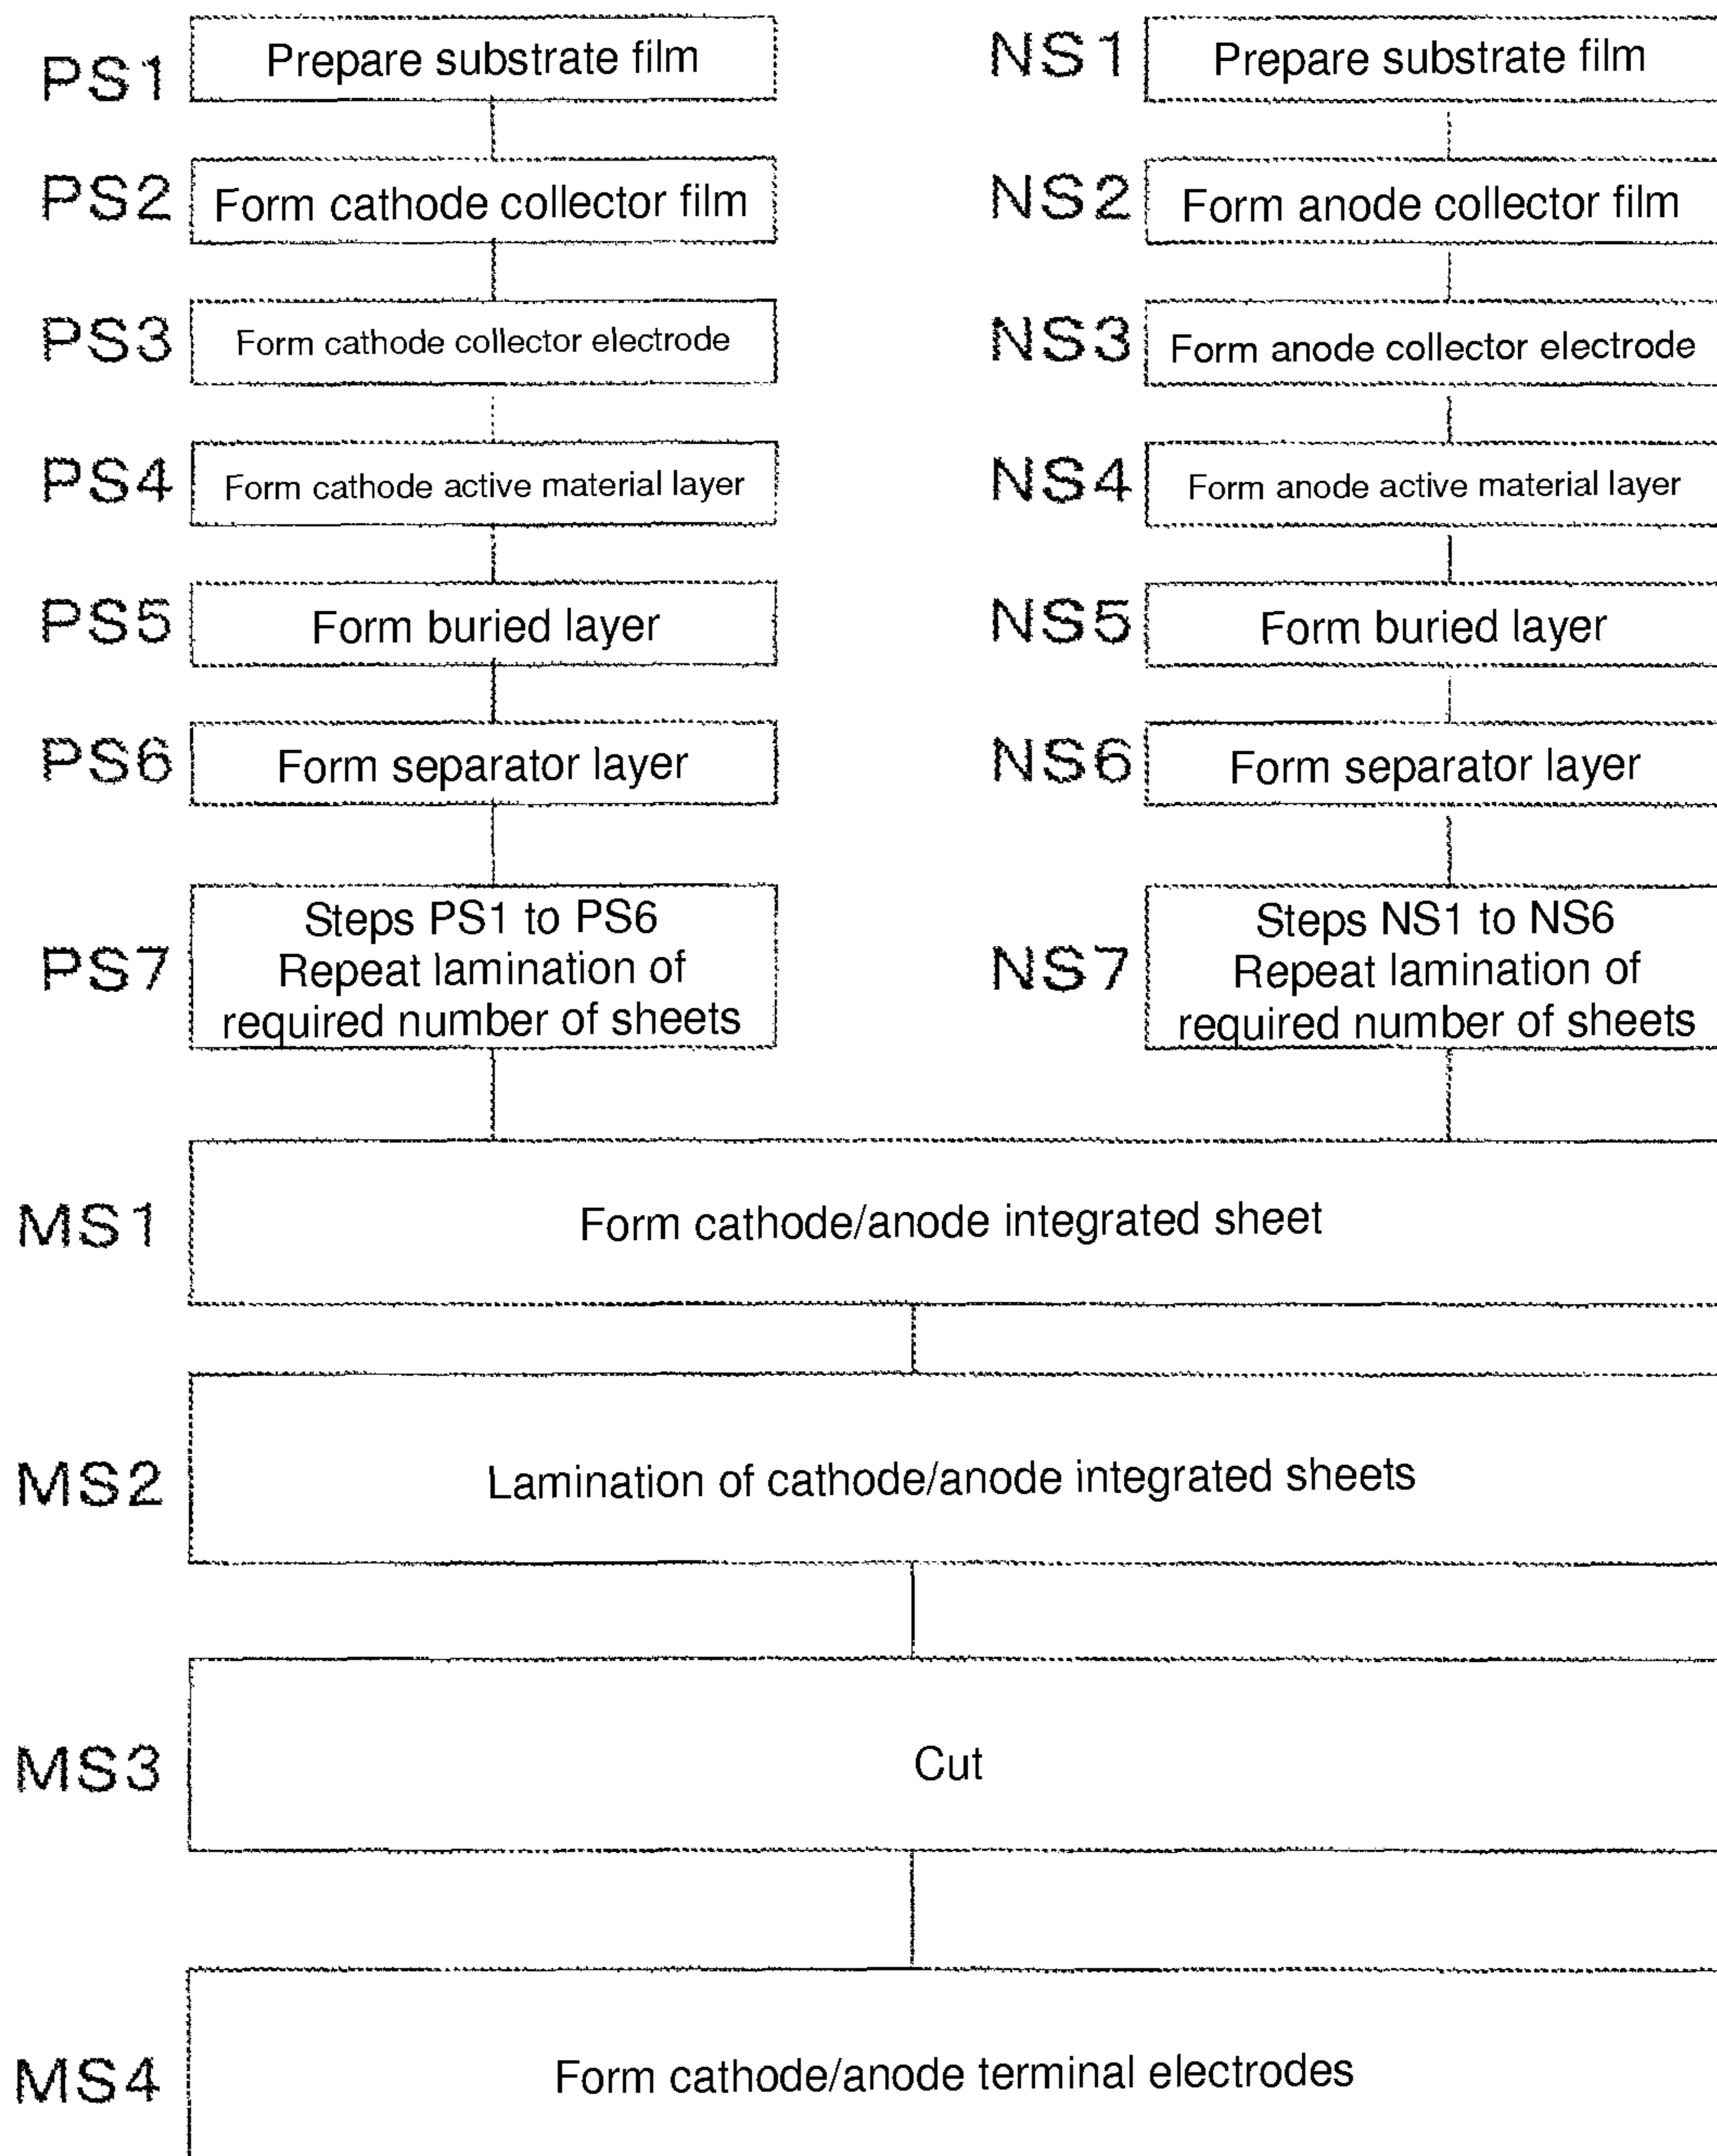 PS1 Prepare substrate film
PS2 Form cathode collector film
PS3 Form cathode collector electrode
PS4 Form cathode active material layer
PS5 Form buried layer
PS6 Form separator layer
PS7 Steps PS1 to PS6
Repeat lamination of
required number of sheets
NS1 Prepare substrate film
NS2 Form anode collector film
NS3 Form anode collector electrode
NS4 Form anode active material layer
NS5 Form buried layer
NS6 Form separator layer
NS7 Steps NS1 to NS6
Repeat lamination of
required number of sheets
MS1 Form cathode/anode integrated sheet
MS2 Lamination of cathode/anode integrated sheets
MS3 Cut
MS4 Form cathode/anode terminal electrodes